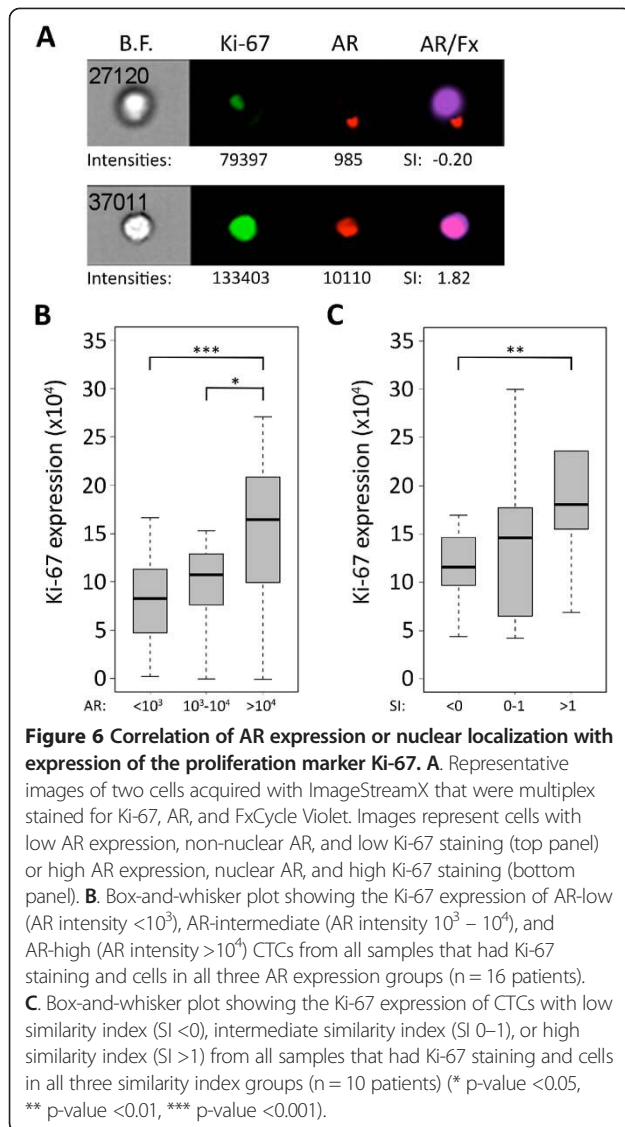 A
B.F. Ki-67 AR AR/Fx
27120
Intensities: 79397 985 SI: -0.20
37011
Intensities: 133403 10110 SI: 1.82
B
Ki-67 expression (x10⁴)
35
30
25
20
15
10
5
0
***
*
AR: <10³ 10³-10⁴ >10⁴
C
Ki-67 expression (x10⁴)
35
30
25
20
15
10
5
0
**
SI: <0 0-1 >1
Figure 6 Correlation of AR expression or nuclear localization with
expression of the proliferation marker Ki-67. A. Representative
images of two cells acquired with ImageStreamX that were multiplex
stained for Ki-67, AR, and FxCycle Violet. Images represent cells with
low AR expression, non-nuclear AR, and low Ki-67 staining (top panel)
or high AR expression, nuclear AR, and high Ki-67 staining (bottom
panel). B. Box-and-whisker plot showing the Ki-67 expression of AR-low
(AR intensity <10³), AR-intermediate (AR intensity 10³ – 10⁴), and
AR-high (AR intensity >10⁴) CTCs from all samples that had Ki-67
staining and cells in all three AR expression groups (n = 16 patients).
C. Box-and-whisker plot showing the Ki-67 expression of CTCs with low
similarity index (SI <0), intermediate similarity index (SI 0–1), or high
similarity index (SI >1) from all samples that had Ki-67 staining and cells
in all three similarity index groups (n = 10 patients) (* p-value <0.05,
** p-value <0.01, *** p-value <0.001).